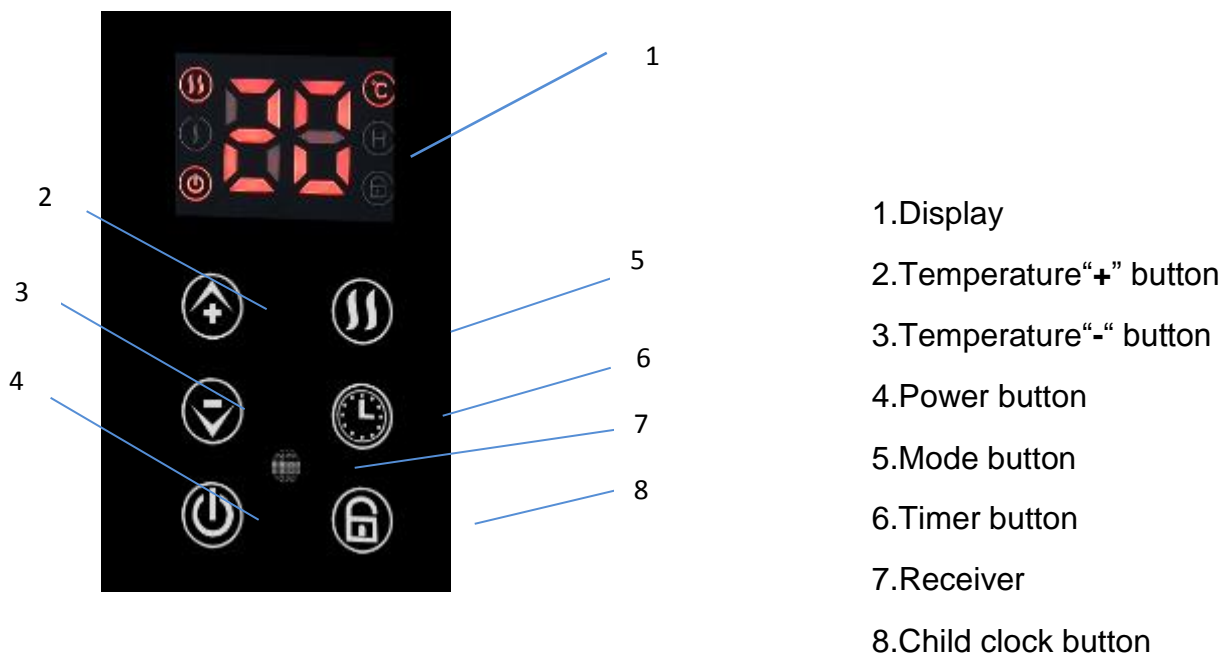 1
20
°C
H
2
5
3
6
4
7
8
1.Display
2.Temperature“+” button
3.Temperature“-“ button
4.Power button
5.Mode button
6.Timer button
7.Receiver
8.Child clock button